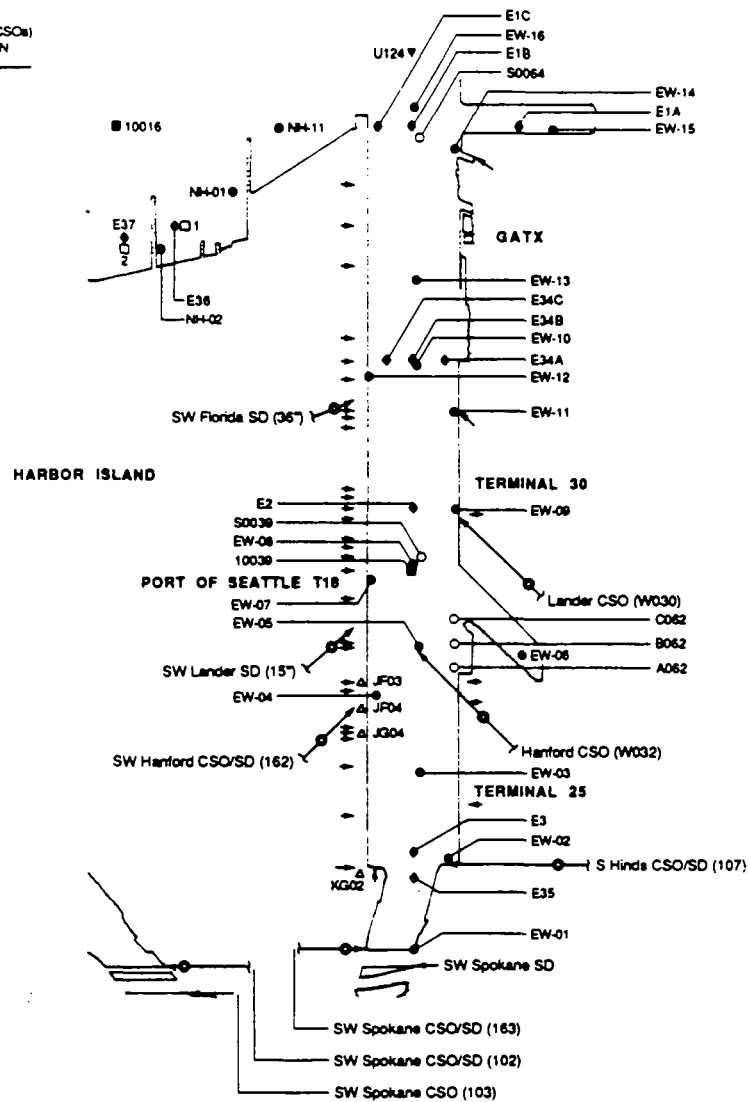 CSOs)
N
E1C
EW-16
U124
E1B
S0064
EW-14
E1A
EW-15
10016
NH-11
NH-01
E37
1
2
GATX
EW-13
E36
E34C
NH-02
E34B
EW-10
E34A
EW-12
SW Florida SD (36")
EW-11
HARBOR ISLAND
TERMINAL 30
E2
EW-09
S0039
EW-08
10039
PORT OF SEATTLE T18
EW-07
Lander CSO (W030)
EW-05
C062
B062
EW-06
SW Lander SD (15")
A062
JF03
EW-04
JF04
JG04
SW Hanford CSO/SD (162)
Hanford CSO (W032)
EW-03
TERMINAL 25
E3
EW-02
S Hinds CSO/SD (107)
KG02
E35
EW-01
SW Spokane SD
SW Spokane CSO/SD (163)
SW Spokane CSO/SD (102)
SW Spokane CSO (103)